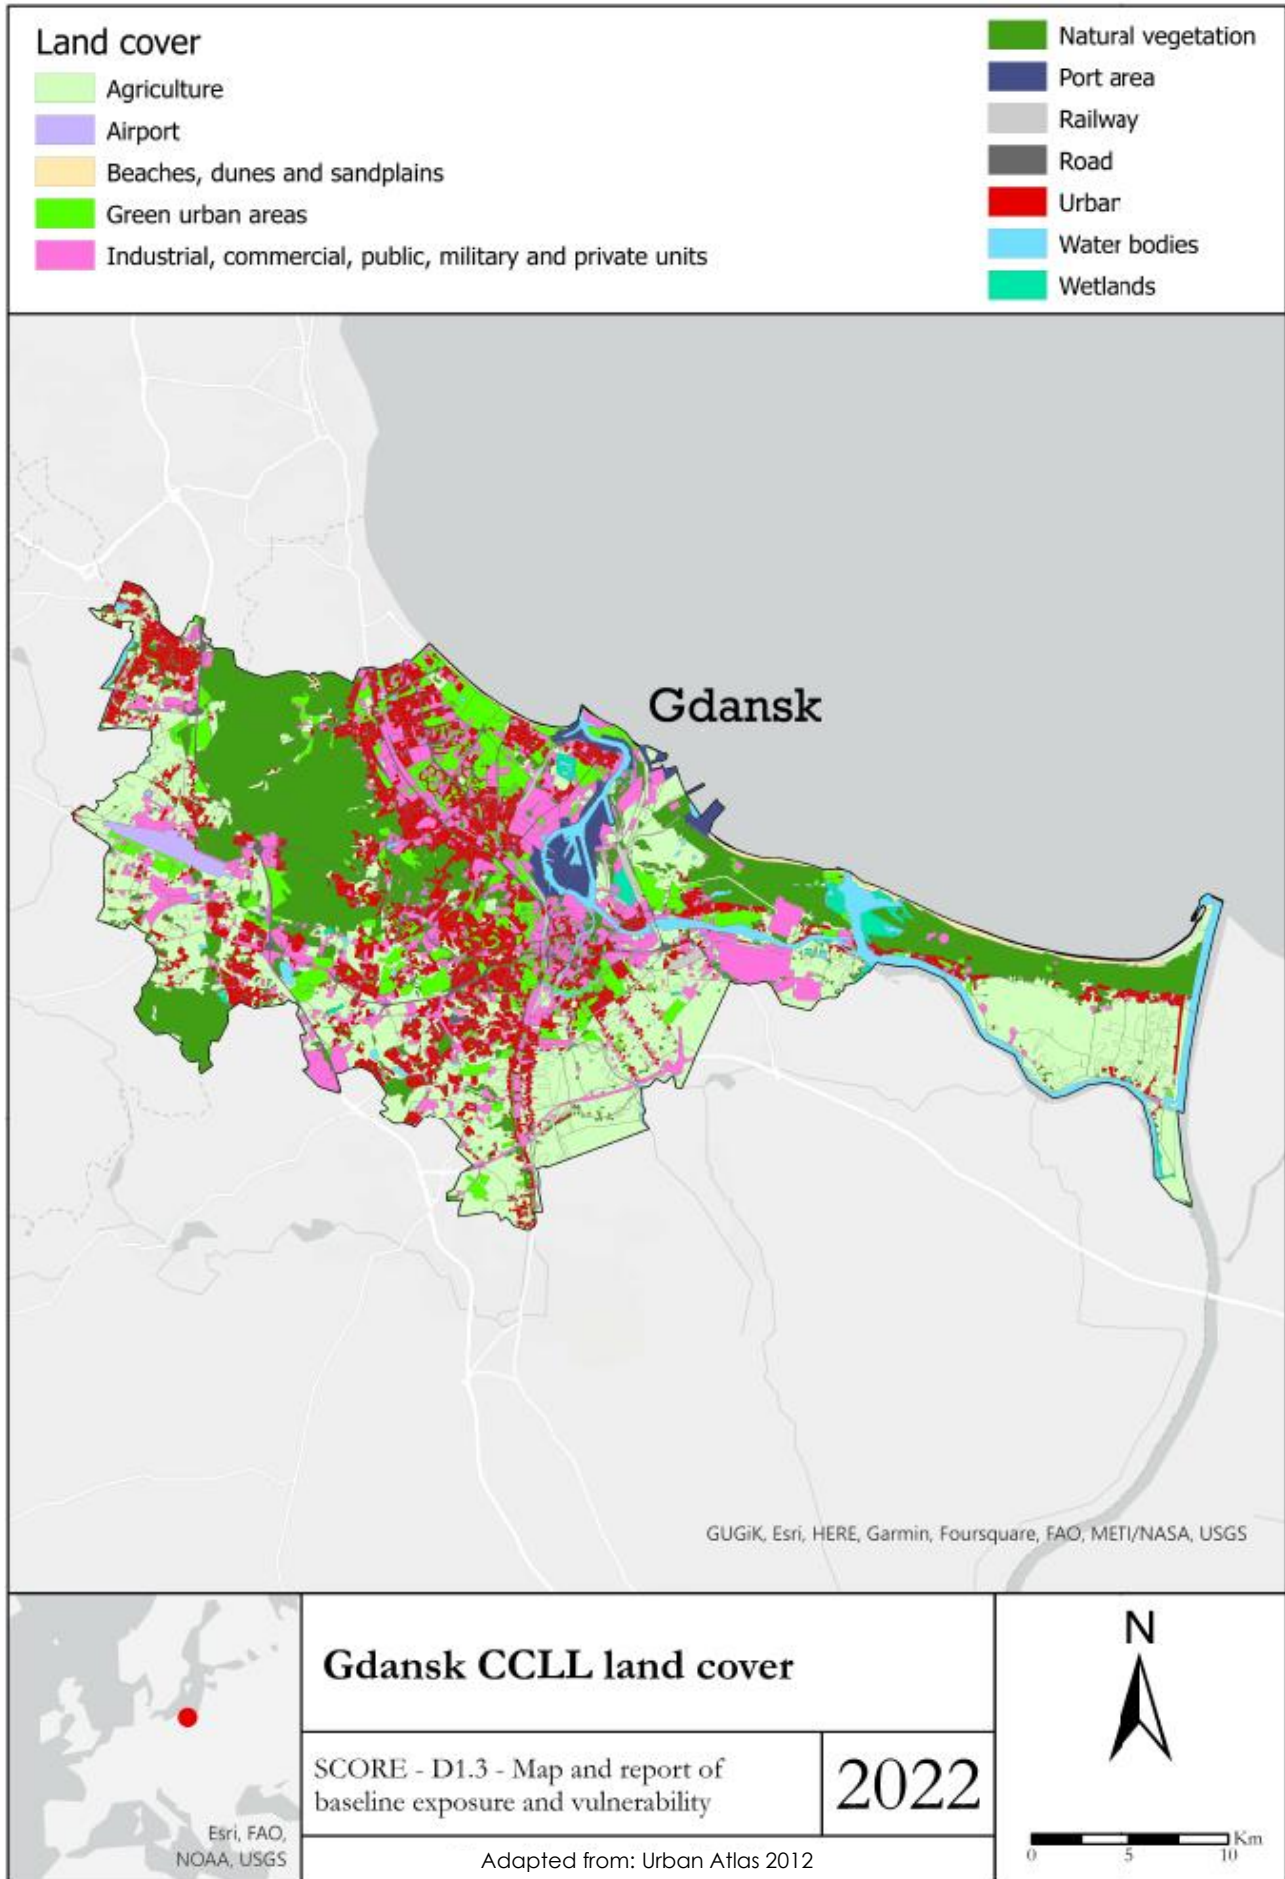 Land cover
Agriculture
Airport
Beaches, dunes and sandplains
Green urban areas
Industrial, commercial, public, military and private units
Natural vegetation
Port area
Railway
Road
Urban
Water bodies
Wetlands
Gdansk
GUGiK, Esri, HERE, Garmin, Foursquare, FAO, METI/NASA, USGS
Esri, FAO,
NOAA, USGS
Gdansk CCLL land cover
SCORE - D1.3 - Map and report of
baseline exposure and vulnerability
2022
Adapted from: Urban Atlas 2012
N
Km
0 5 10